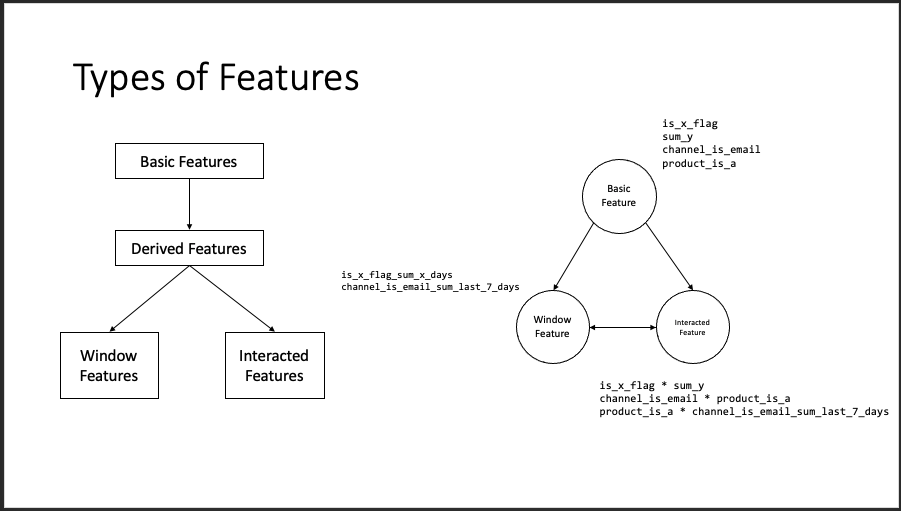 Types of Features
Basic Features
Derived Features
Window
Features
Interacted
Features
is_x_flag
sum_y
channel_is_email
product_is_a
Basic
Feature
is_x_flag_sum_x_days
channel_is_email_sum_last_7_days
Window
Feature
Interacted
Feature
is_x_flag * sum_y
channel_is_email * product_is_a
product_is_a * channel_is_email_sum_last_7_days